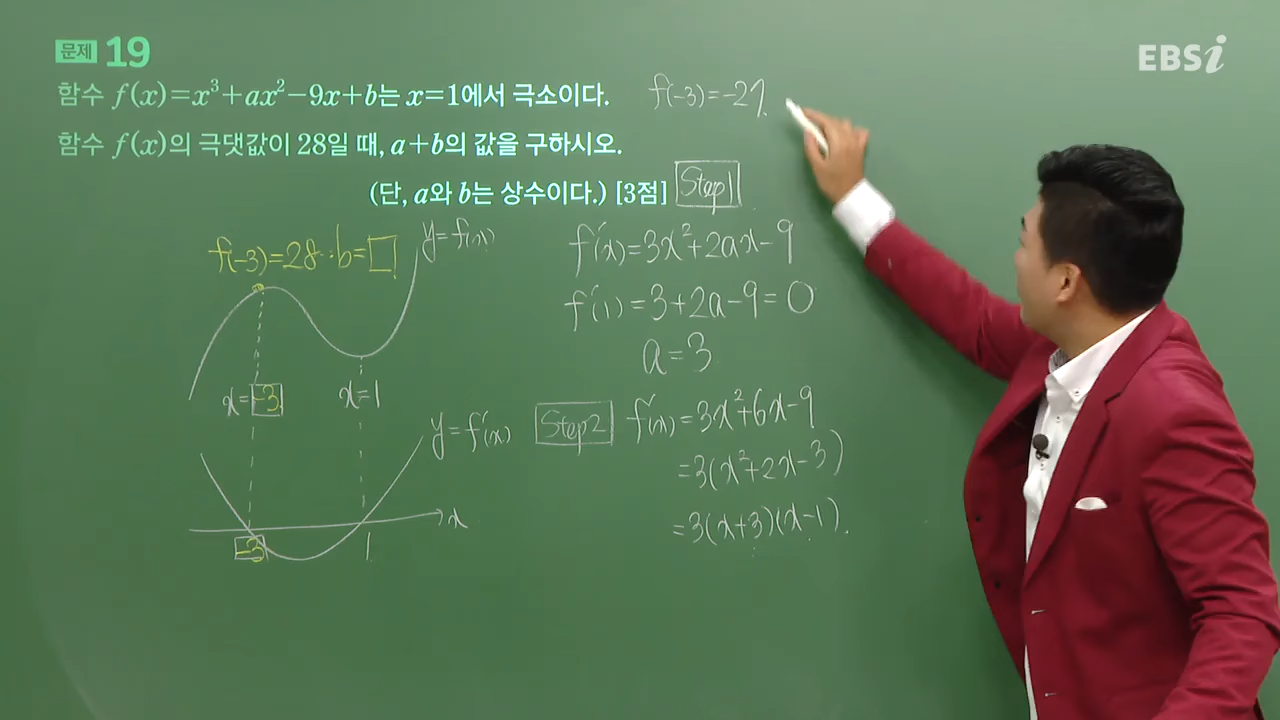 문제 19
EBSi
함수 f(x)=x³+ax²-9x+b는 x=1에서 극소이다.
f(-3)=-27
함수 f(x)의 극댓값이 28일 때, a+b의 값을 구하시오.
(단, a와 b는 상수이다.) [3점]
Step1
f(-3)=28 ∴b=□
y=f(x)
f'(x)=3x²+2ax-9
f'(1)=3+2a-9=0
a=3
x=-3
x=1
y=f'(x)
Step2
f'(x)=3x²+6x-9
=3(x²+2x-3)
=3(x+3)(x-1).
x
-3
1